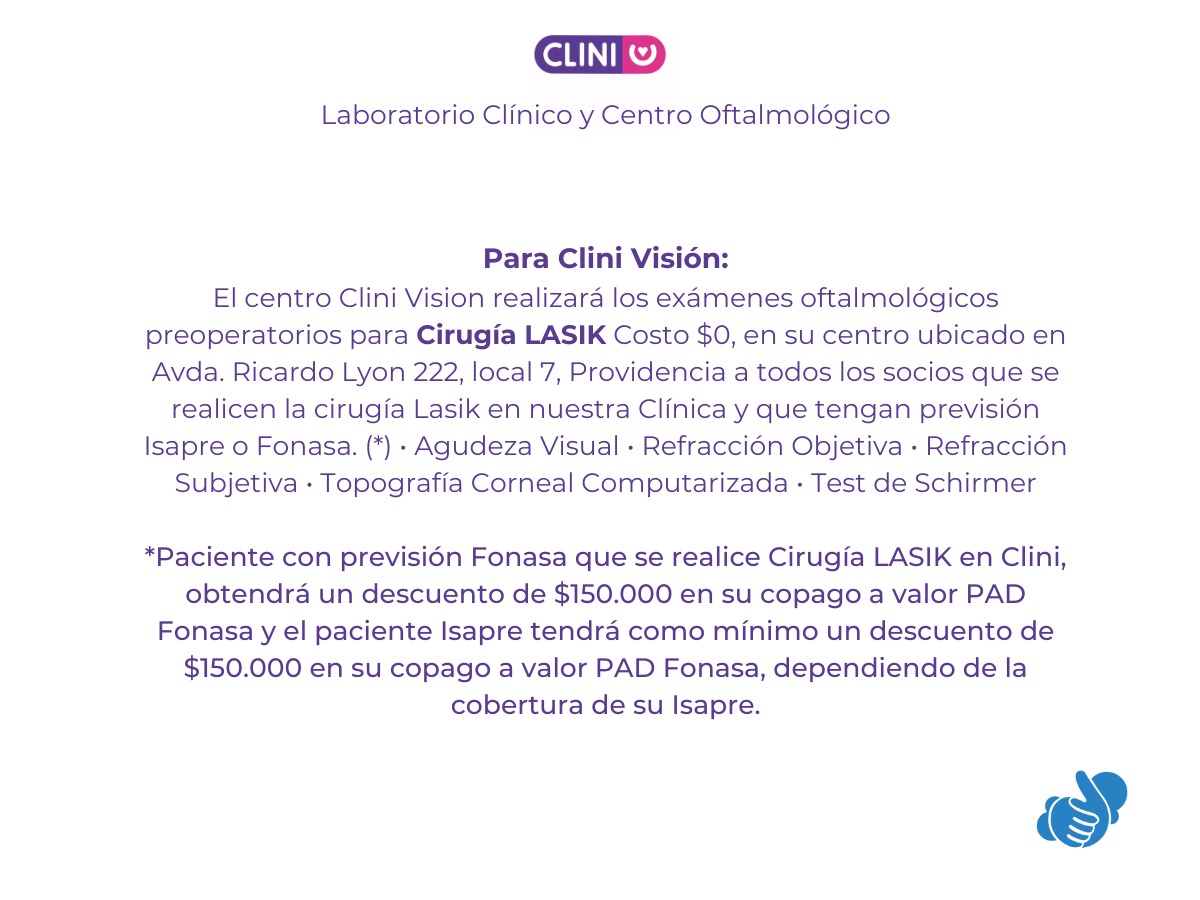 CLINI
Laboratorio Clínico y Centro Oftalmológico
Para Clini Visión:
El centro Clini Vision realizará los exámenes oftalmológicos
preoperatorios para Cirugía LASIK Costo $0, en su centro ubicado en
Avda. Ricardo Lyon 222, local 7, Providencia a todos los socios que se
realicen la cirugía Lasik en nuestra Clínica y que tengan previsión
Isapre o Fonasa. (*) • Agudeza Visual • Refracción Objetiva • Refracción
Subjetiva • Topografía Corneal Computarizada • Test de Schirmer
*Paciente con previsión Fonasa que se realice Cirugía LASIK en Clini,
obtendrá un descuento de $150.000 en su copago a valor PAD
Fonasa y el paciente Isapre tendrá como mínimo un descuento de
$150.000 en su copago a valor PAD Fonasa, dependiendo de la
cobertura de su Isapre.